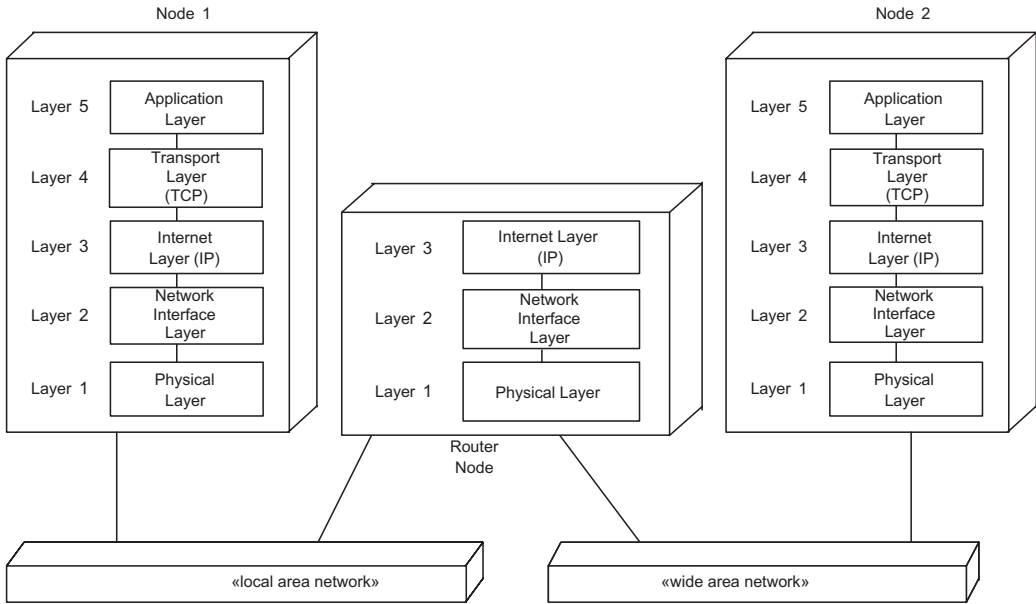 Node 1
Layer 5
Application
Layer
Layer 4
Transport
Layer
(TCP)
Layer 3
Internet
Layer (IP)
Layer 2
Network
Interface
Layer
Layer 1
Physical
Layer
Layer 3
Internet Layer
(IP)
Layer 2
Network
Interface
Layer
Layer 1
Physical Layer
Router
Node
Node 2
Layer 5
Application
Layer
Layer 4
Transport
Layer
(TCP)
Layer 3
Internet
Layer (IP)
Layer 2
Network
Interface
Layer
Layer 1
Physical
Layer
«local area network»
«wide area network»